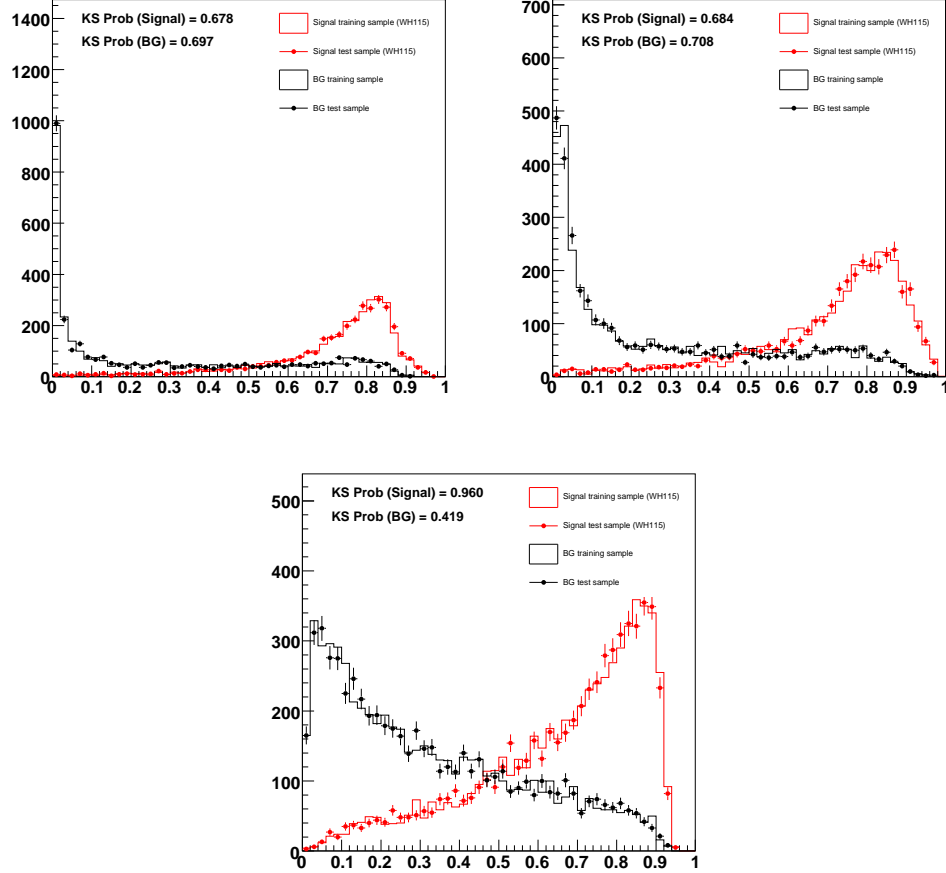 KS Prob (Signal) = 0.678
KS Prob (BG) = 0.697
Signal training sample (WH115)
Signal test sample (WH115)
BG training sample
BG test sample
1400
1200
1000
800
600
400
200
0
0 0.1 0.2 0.3 0.4 0.5 0.6 0.7 0.8 0.9 1
KS Prob (Signal) = 0.684
KS Prob (BG) = 0.708
Signal training sample (WH115)
Signal test sample (WH115)
BG training sample
BG test sample
700
600
500
400
300
200
100
0
0 0.1 0.2 0.3 0.4 0.5 0.6 0.7 0.8 0.9 1
KS Prob (Signal) = 0.960
KS Prob (BG) = 0.419
Signal training sample (WH115)
Signal test sample (WH115)
BG training sample
BG test sample
500
400
300
200
100
0
0 0.1 0.2 0.3 0.4 0.5 0.6 0.7 0.8 0.9 1